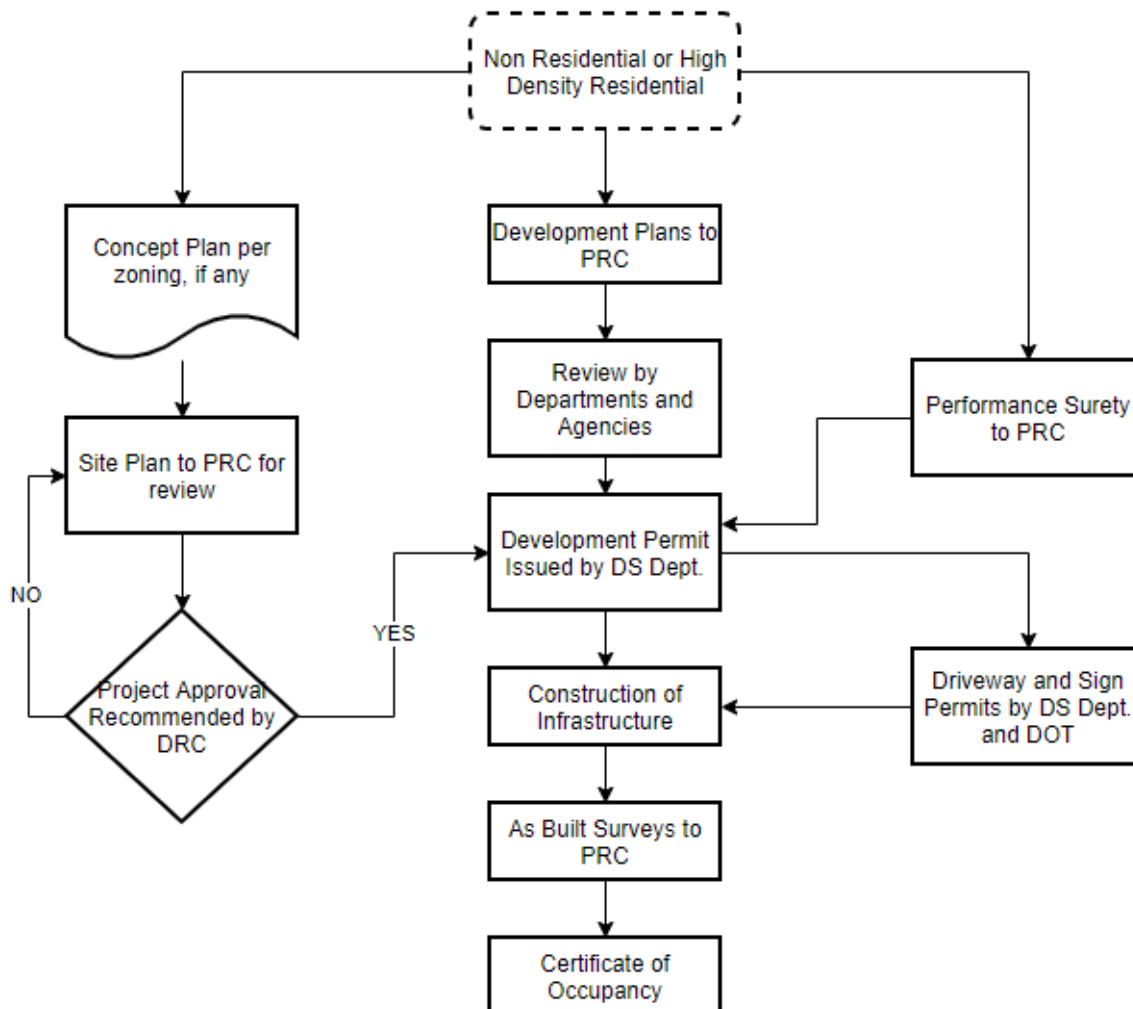 Non Residential or High
Density Residential
Concept Plan per
zoning, if any
Development Plans to
PRC
Review by
Departments and
Agencies
Performance Surety
to PRC
Site Plan to PRC for
review
Development Permit
Issued by DS Dept.
NO
YES
Project Approval
Recommended by
DRC
Construction of
Infrastructure
Driveway and Sign
Permits by DS Dept.
and DOT
As Built Surveys to
PRC
Certificate of
Occupancy